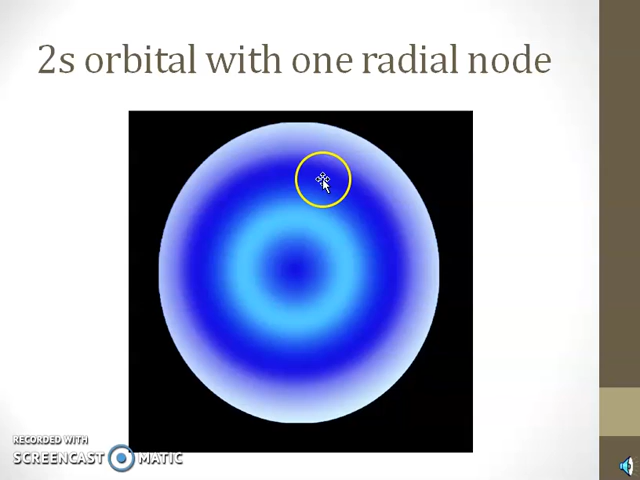 2s orbital with one radial node
RECORDED WITH
SCREENCAST MATIC